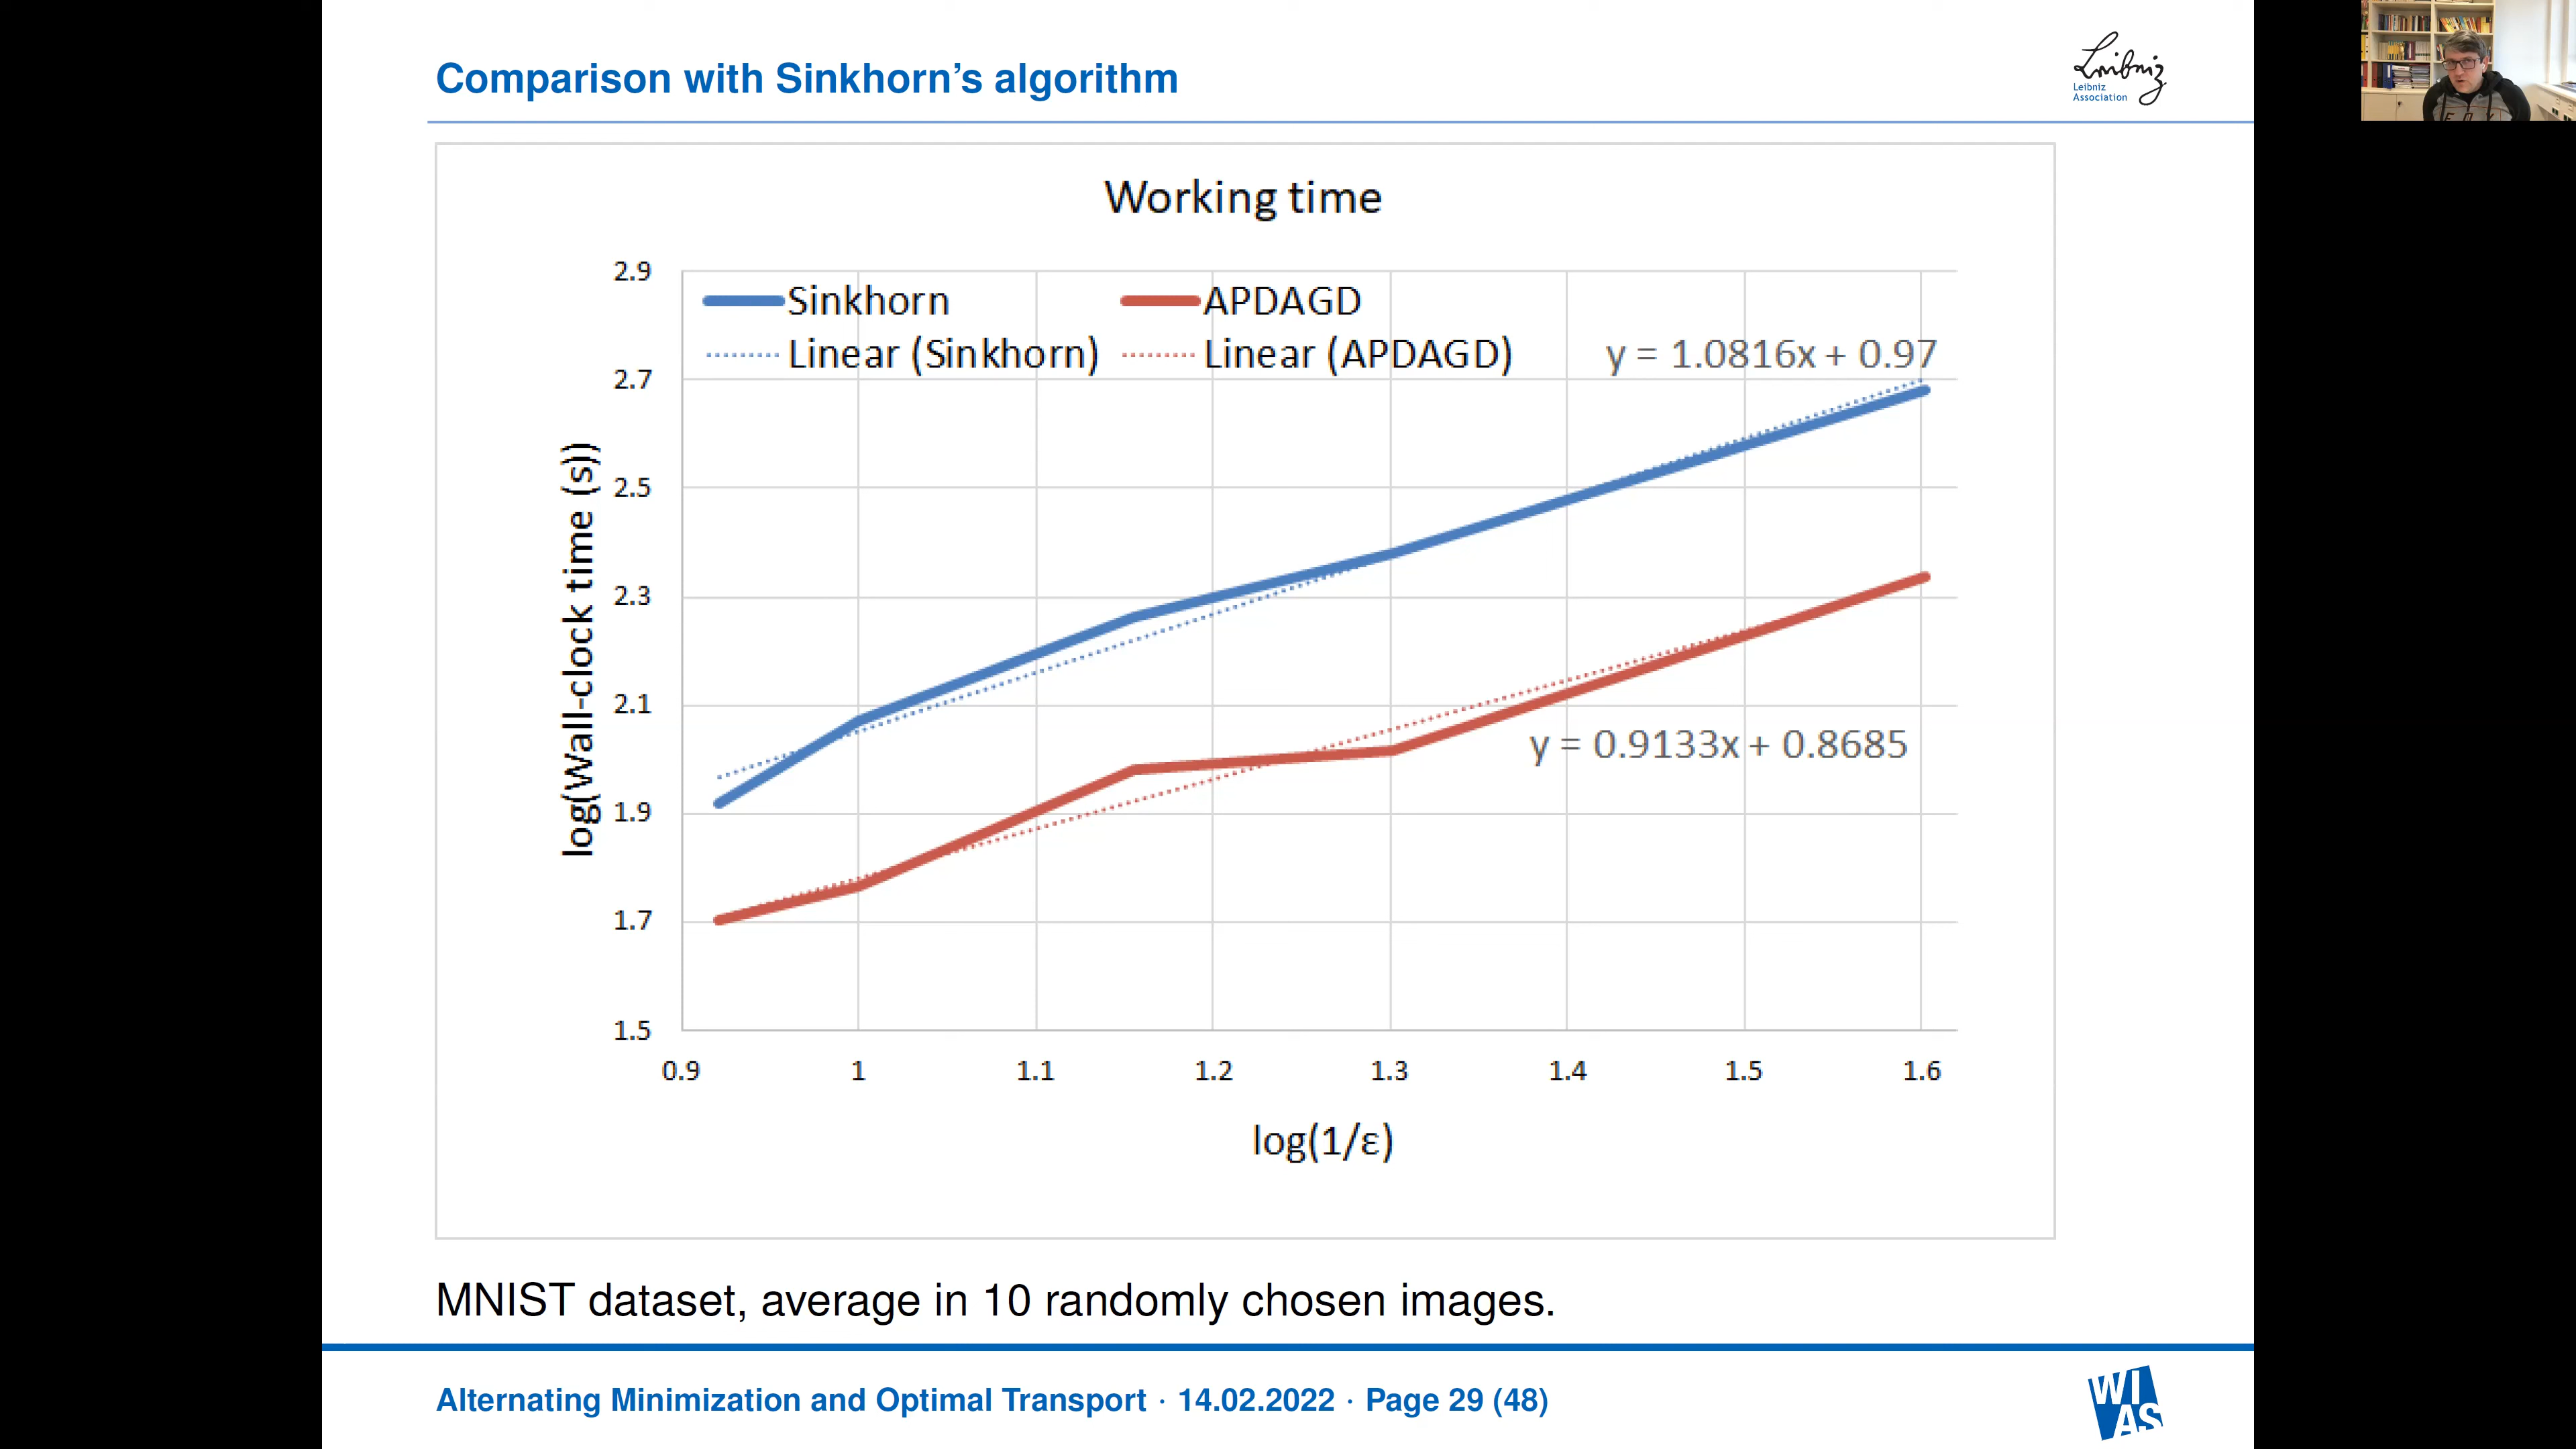 Comparison with Sinkhorn's algorithm
Leibniz
Leibniz
Association
Working time
2.9
2.7
2.5
2.3
2.1
1.9
1.7
1.5
Sinkhorn
APDAGD
Linear (Sinkhorn)
Linear (APDAGD)
y = 1.0816x + 0.97
y = 0.9133x + 0.8685
log(Wall-clock time (s))
0.9 1 1.1 1.2 1.3 1.4 1.5 1.6
log(1/ε)
MNIST dataset, average in 10 randomly chosen images.
Alternating Minimization and Optimal Transport · 14.02.2022 · Page 29 (48)
WI
AS